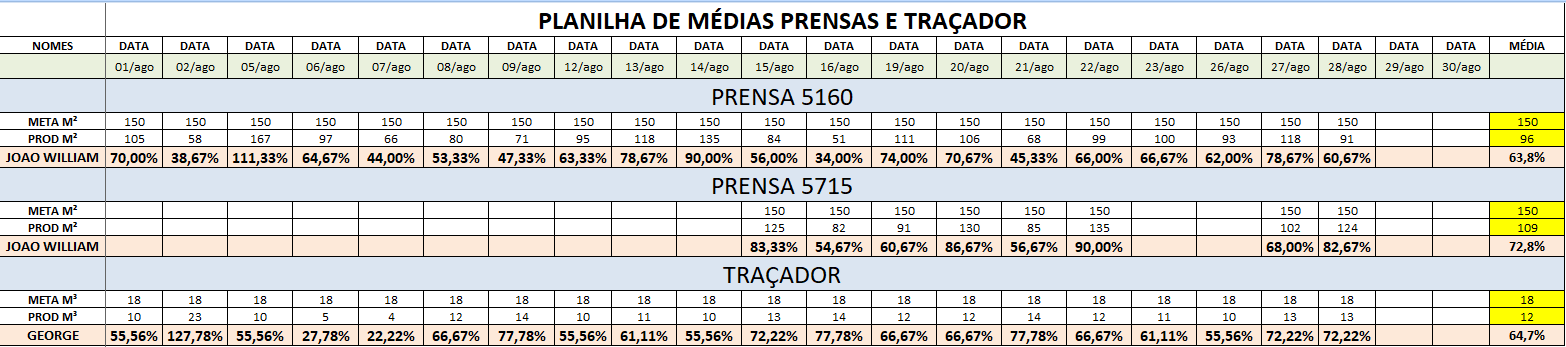 PLANILHA DE MÉDIAS PRENSAS E TRAÇADOR
NOMES DATA DATA DATA DATA DATA DATA DATA DATA DATA DATA DATA DATA DATA DATA DATA DATA DATA DATA DATA DATA DATA DATA MÉDIA
01/ago 02/ago 05/ago 06/ago 07/ago 08/ago 09/ago 12/ago 13/ago 14/ago 15/ago 16/ago 19/ago 20/ago 21/ago 22/ago 23/ago 26/ago 27/ago 28/ago 29/ago 30/ago
PRENSA 5160
META M² 150 150 150 150 150 150 150 150 150 150 150 150 150 150 150 150 150 150 150 150 150
PROD M² 105 58 167 97 66 80 71 95 118 135 84 51 111 106 68 99 100 93 118 91 96
JOAO WILLIAM 70,00% 38,67% 111,33% 64,67% 44,00% 53,33% 47,33% 63,33% 78,67% 90,00% 56,00% 34,00% 74,00% 70,67% 45,33% 66,00% 66,67% 62,00% 78,67% 60,67% 63,8%
PRENSA 5715
META M² 150 150 150 150 150 150 150 150 150
PROD M² 125 82 91 130 85 135 102 124 109
JOAO WILLIAM 83,33% 54,67% 60,67% 86,67% 56,67% 90,00% 68,00% 82,67% 72,8%
TRAÇADOR
META M³ 18 18 18 18 18 18 18 18 18 18 18 18 18 18 18 18 18 18 18 18 18
PROD M³ 10 23 10 5 4 12 14 10 11 10 13 14 12 12 14 12 11 10 13 13 12
GEORGE 55,56% 127,78% 55,56% 27,78% 22,22% 66,67% 77,78% 55,56% 61,11% 55,56% 72,22% 77,78% 66,67% 66,67% 77,78% 66,67% 61,11% 55,56% 72,22% 72,22% 64,7%